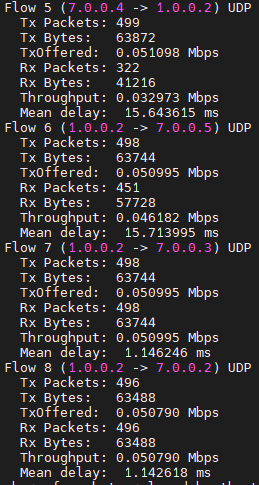 Flow 5 (7.0.0.4 -> 1.0.0.2) UDP
Tx Packets: 499
Tx Bytes: 63872
TxOffered: 0.051098 Mbps
Rx Packets: 322
Rx Bytes: 41216
Throughput: 0.032973 Mbps
Mean delay: 15.643615 ms
Flow 6 (1.0.0.2 -> 7.0.0.5) UDP
Tx Packets: 498
Tx Bytes: 63744
TxOffered: 0.050995 Mbps
Rx Packets: 451
Rx Bytes: 57728
Throughput: 0.046182 Mbps
Mean delay: 15.713995 ms
Flow 7 (1.0.0.2 -> 7.0.0.3) UDP
Tx Packets: 498
Tx Bytes: 63744
TxOffered: 0.050995 Mbps
Rx Packets: 498
Rx Bytes: 63744
Throughput: 0.050995 Mbps
Mean delay: 1.146246 ms
Flow 8 (1.0.0.2 -> 7.0.0.2) UDP
Tx Packets: 496
Tx Bytes: 63488
TxOffered: 0.050790 Mbps
Rx Packets: 496
Rx Bytes: 63488
Throughput: 0.050790 Mbps
Mean delay: 1.142618 ms